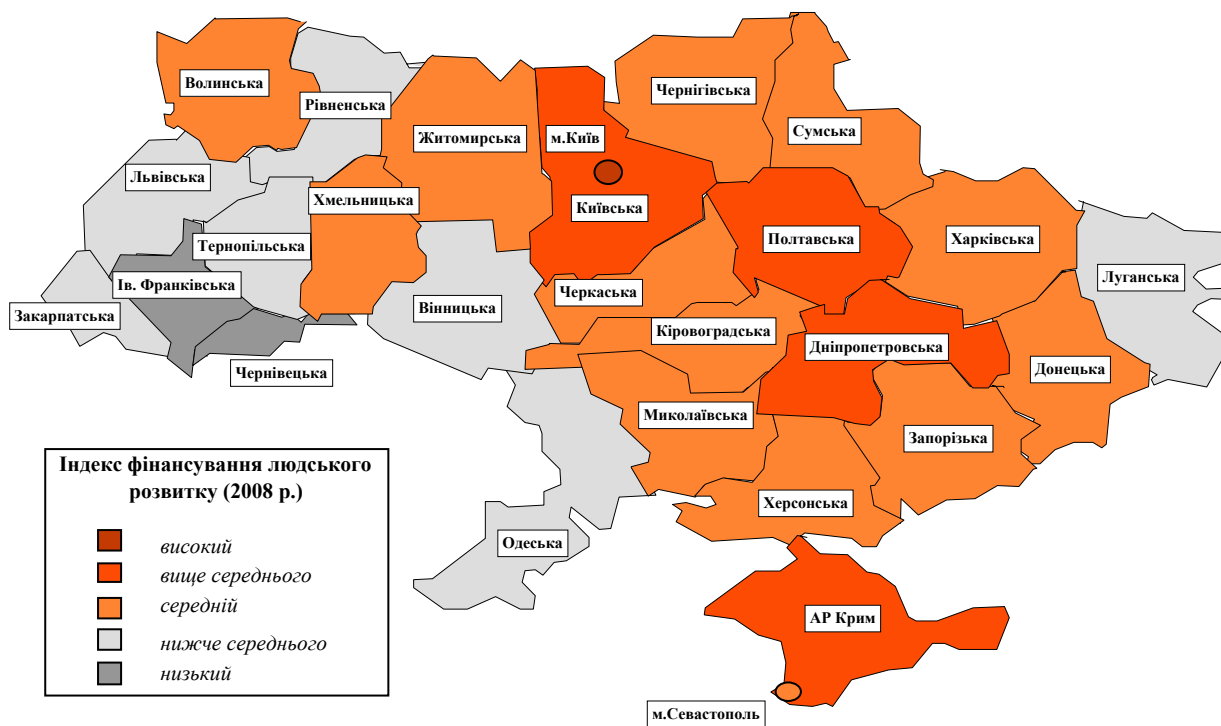 Волинська
Рівненська
Житомирська
м.Київ
Чернігівська
Сумська
Львівська
Хмельницька
Київська
Тернопільська
Полтавська
Харківська
Ів. Франківська
Луганська
Закарпатська
Вінницька
Черкаська
Кіровоградська
Дніпропетровська
Чернівецька
Донецька
Миколаївська
Запорізька
Херсонська
Одеська
АР Крим
м.Севастополь
Індекс фінансування людського
розвитку (2008 р.)
високий
вище середнього
середній
нижче середнього
низький